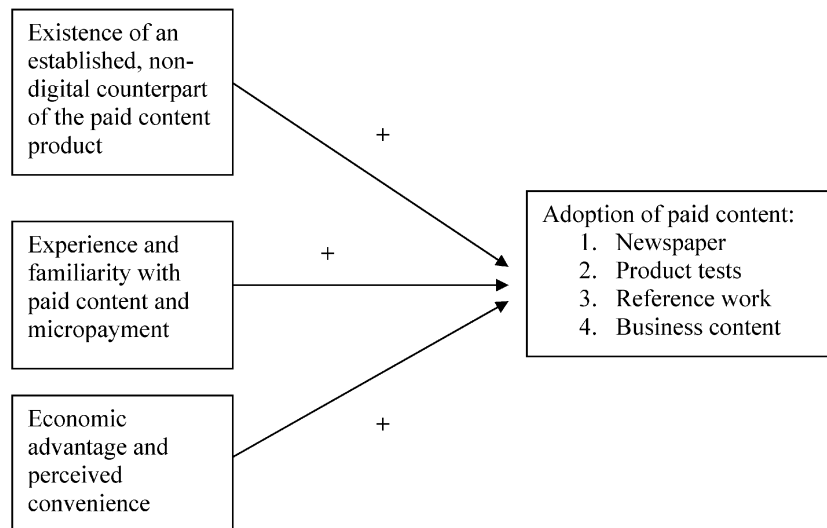 Existence of an
established, non-
digital counterpart
of the paid content
product
+
Experience and
familiarity with
paid content and
micropayment
+
Economic
advantage and
perceived
convenience
+
Adoption of paid content:
1. Newspaper
2. Product tests
3. Reference work
4. Business content